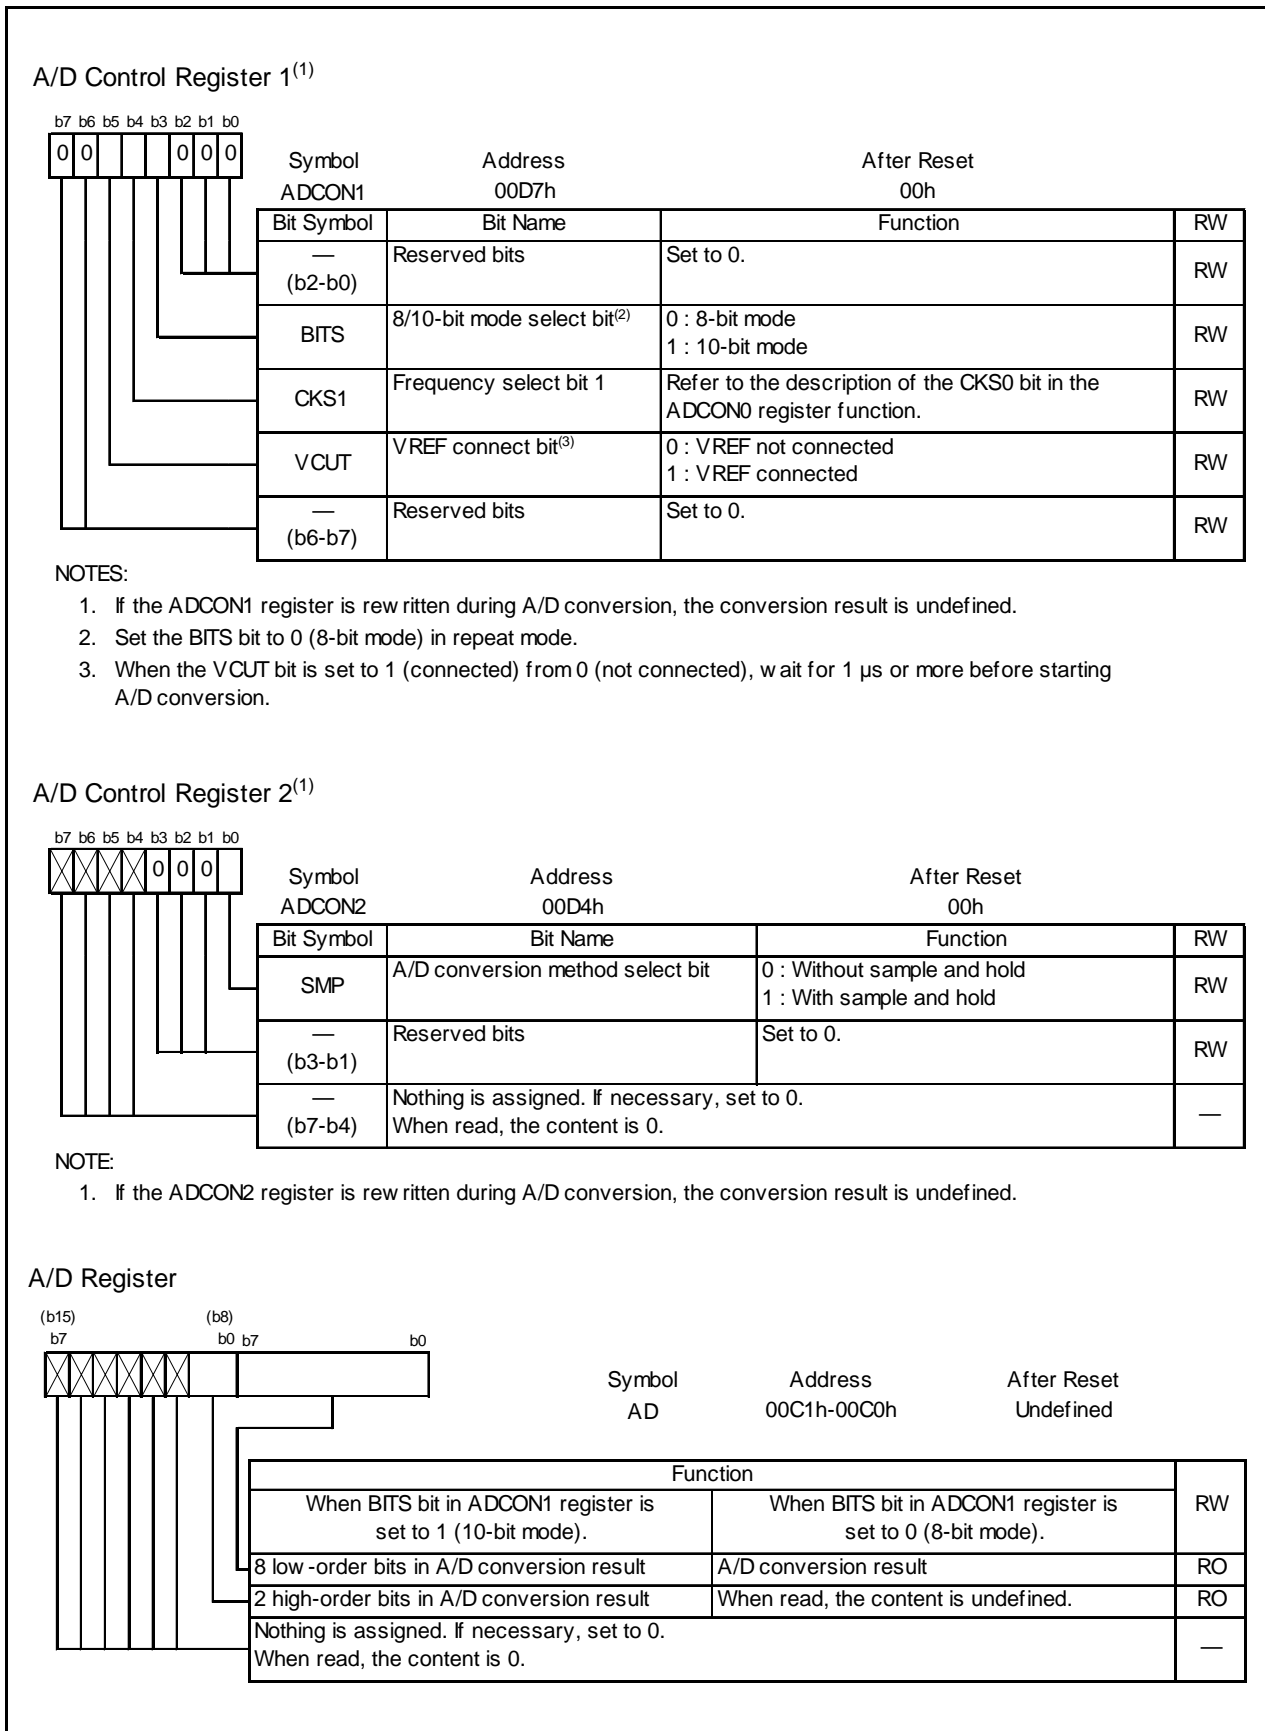 A/D Control Register 1(1)
b7 b6 b5 b4 b3 b2 b1 b0
0 0 0 0 0
Symbol Address After Reset
ADCON1 00D7h 00h
Bit Symbol Bit Name Function RW
— Reserved bits Set to 0.
(b2-b0) RW
BITS 8/10-bit mode select bit(2) 0 : 8-bit mode
1 : 10-bit mode RW
CKS1 Frequency select bit 1 Refer to the description of the CKS0 bit in the
ADCON0 register function. RW
VCUT VREF connect bit(3) 0 : VREF not connected
1 : VREF connected RW
— Reserved bits Set to 0.
(b6-b7) RW
NOTES:
1. If the ADCON1 register is rewritten during A/D conversion, the conversion result is undefined.
2. Set the BITS bit to 0 (8-bit mode) in repeat mode.
3. When the VCUT bit is set to 1 (connected) from 0 (not connected), wait for 1 µs or more before starting
A/D conversion.
A/D Control Register 2(1)
b7 b6 b5 b4 b3 b2 b1 b0
0 0 0
Symbol Address After Reset
ADCON2 00D4h 00h
Bit Symbol Bit Name Function RW
SMP A/D conversion method select bit 0 : Without sample and hold
1 : With sample and hold RW
— Reserved bits Set to 0.
(b3-b1) RW
— Nothing is assigned. If necessary, set to 0.
(b7-b4) When read, the content is 0. —
NOTE:
1. If the ADCON2 register is rewritten during A/D conversion, the conversion result is undefined.
A/D Register
(b15) (b8)
b7 b0 b7 b0
Symbol Address After Reset
AD 00C1h-00C0h Undefined
Function RW
When BITS bit in ADCON1 register is When BITS bit in ADCON1 register is
set to 1 (10-bit mode). set to 0 (8-bit mode).
8 low-order bits in A/D conversion result A/D conversion result RO
2 high-order bits in A/D conversion result When read, the content is undefined. RO
Nothing is assigned. If necessary, set to 0.
When read, the content is 0. —